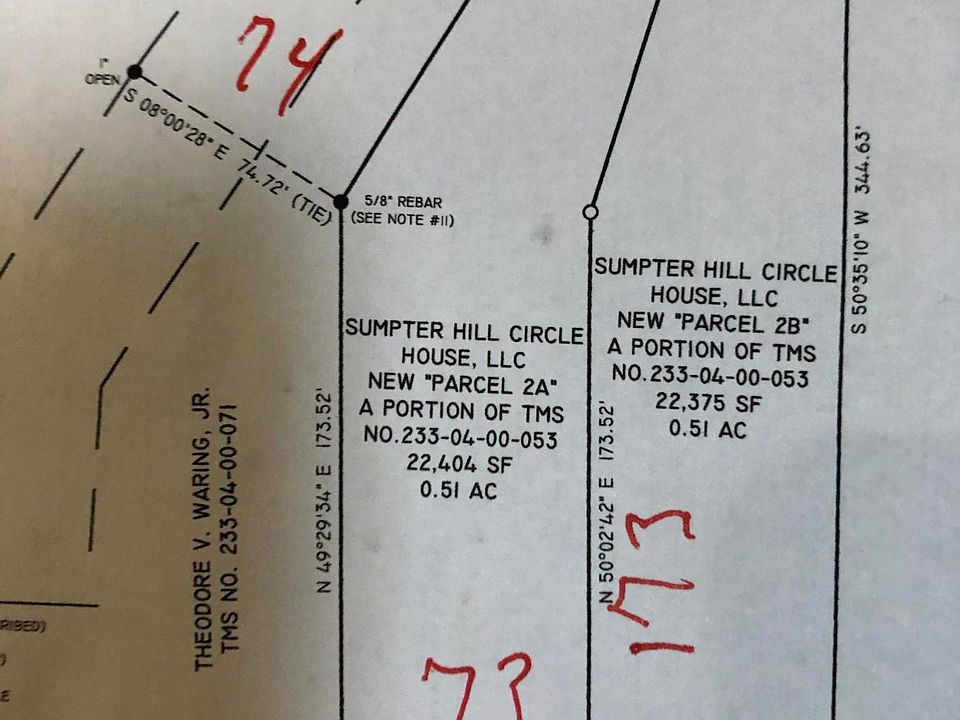 74
1"
OPEN
S 08°00'28" E 74.72' (TIE)
5/8" REBAR
(SEE NOTE #11)
S 50°35'10" W 344.63'
SUMPTER HILL CIRCLE
HOUSE, LLC
NEW "PARCEL 2B"
A PORTION OF TMS
NO.233-04-00-053
22,375 SF
0.51 AC
SUMPTER HILL CIRCLE
HOUSE, LLC
NEW "PARCEL 2A"
A PORTION OF TMS
NO.233-04-00-053
22,404 SF
0.51 AC
N 49°29'34" E 173.52'
N 50°02'42" E 173.52'
THEODORE V. WARING, JR.
TMS NO. 233-04-00-071
173
RIBED)
)
E